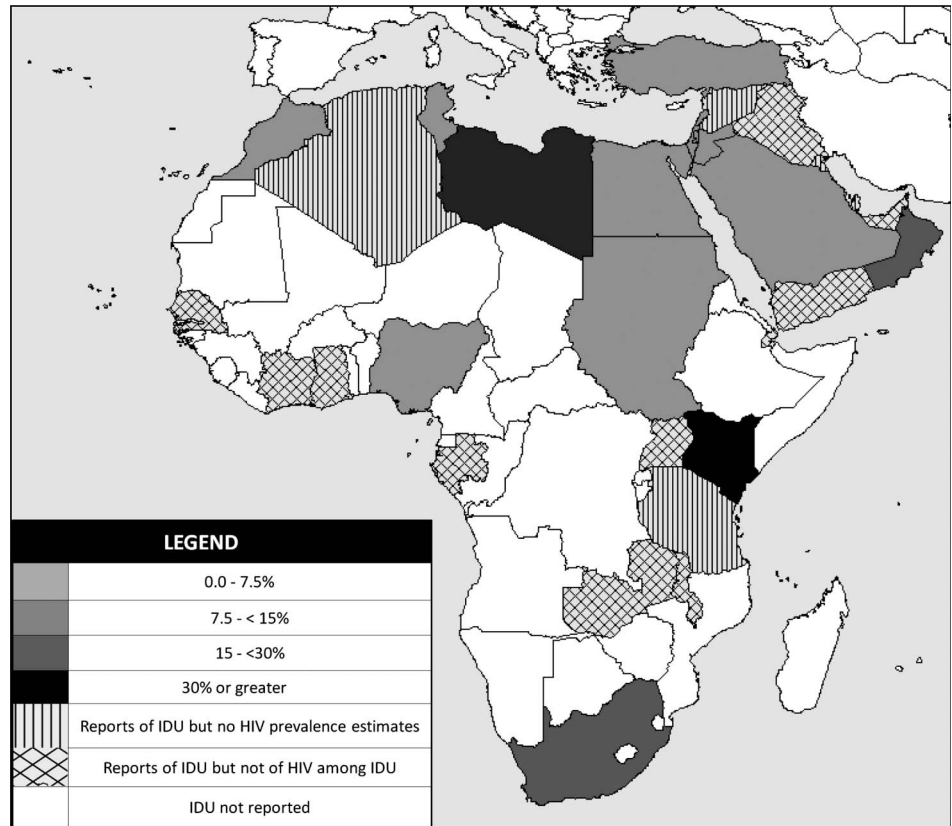 LEGEND
0.0 - 7.5%
7.5 - < 15%
15 - <30%
30% or greater
Reports of IDU but no HIV prevalence estimates
Reports of IDU but not of HIV among IDU
IDU not reported